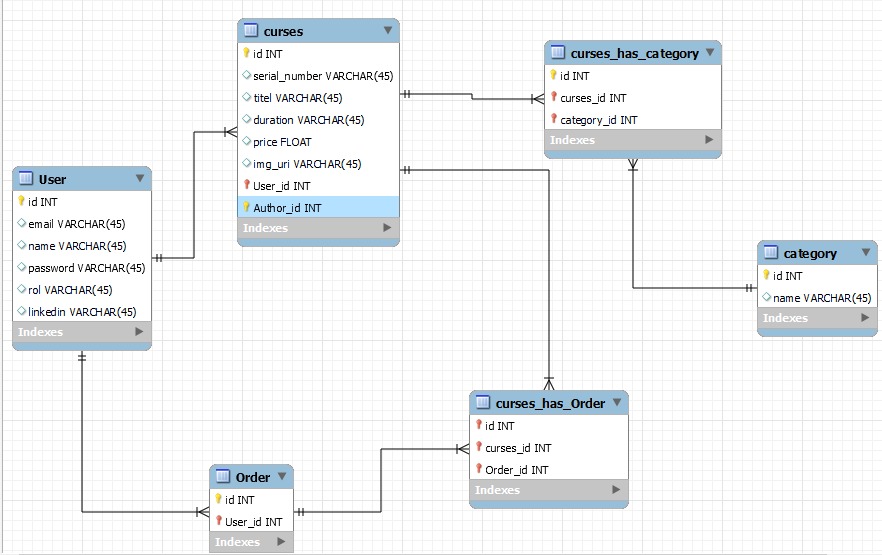 curses
id INT
serial_number VARCHAR(45)
titel VARCHAR(45)
duration VARCHAR(45)
price FLOAT
img_uri VARCHAR(45)
User_id INT
Author_id INT
Indexes
curses_has_category
id INT
curses_id INT
category_id INT
Indexes
User
id INT
email VARCHAR(45)
name VARCHAR(45)
password VARCHAR(45)
rol VARCHAR(45)
linkedin VARCHAR(45)
Indexes
category
id INT
name VARCHAR(45)
Indexes
curses_has_Order
id INT
curses_id INT
Order_id INT
Indexes
Order
id INT
User_id INT
Indexes